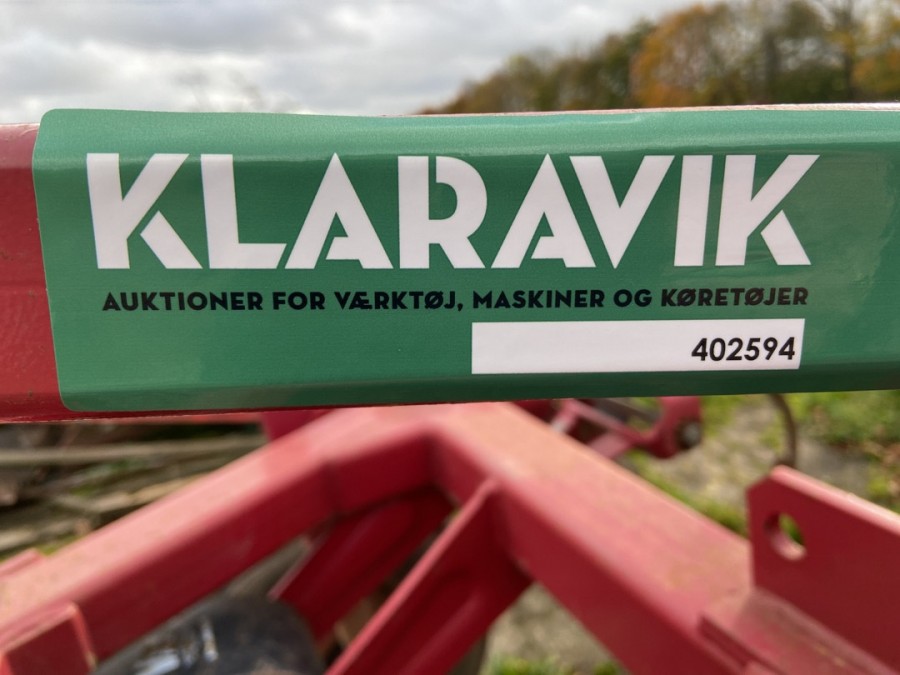 KLARAVIK
AUKTIONER FOR VÆRKTØJ, MASKINER OG KØRETØJER
402594